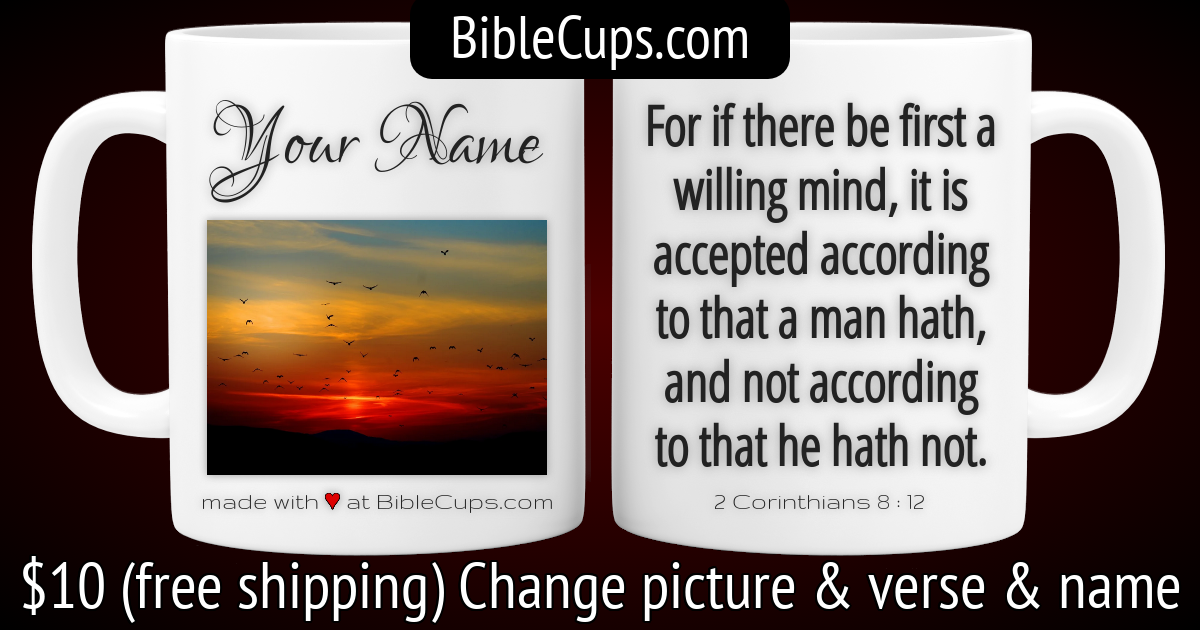 BibleCups.com
Your Name
made with ♥ at BibleCups.com
For if there be first a
willing mind, it is
accepted according
to that a man hath,
and not according
to that he hath not.
2 Corinthians 8 : 12
$10 (free shipping) Change picture & verse & name